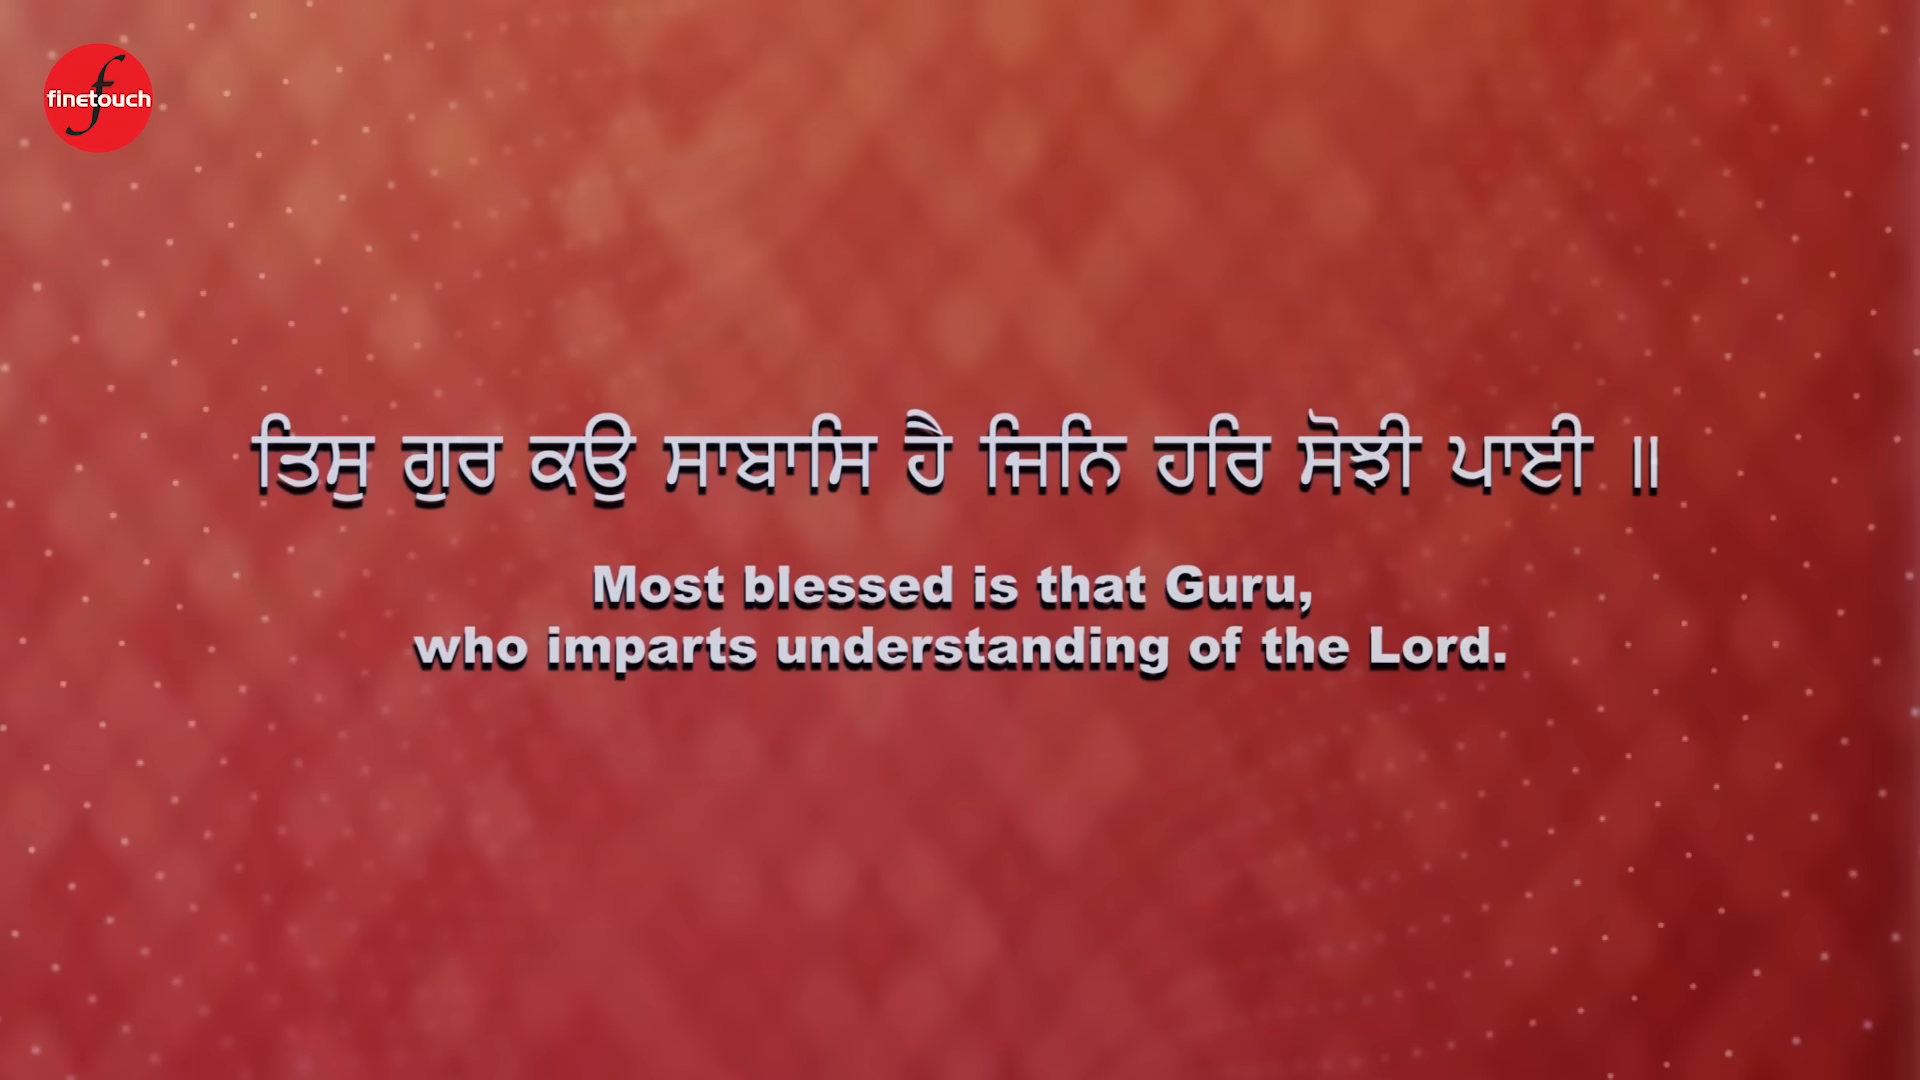 finetouch
ਤਿਸੁ ਗੁਰ ਕਉ ਸਾਬਾਸਿ ਹੈ ਜਿਨਿ ਹਰਿ ਸੋਝੀ ਪਾਈ ॥
Most blessed is that Guru,
who imparts understanding of the Lord.